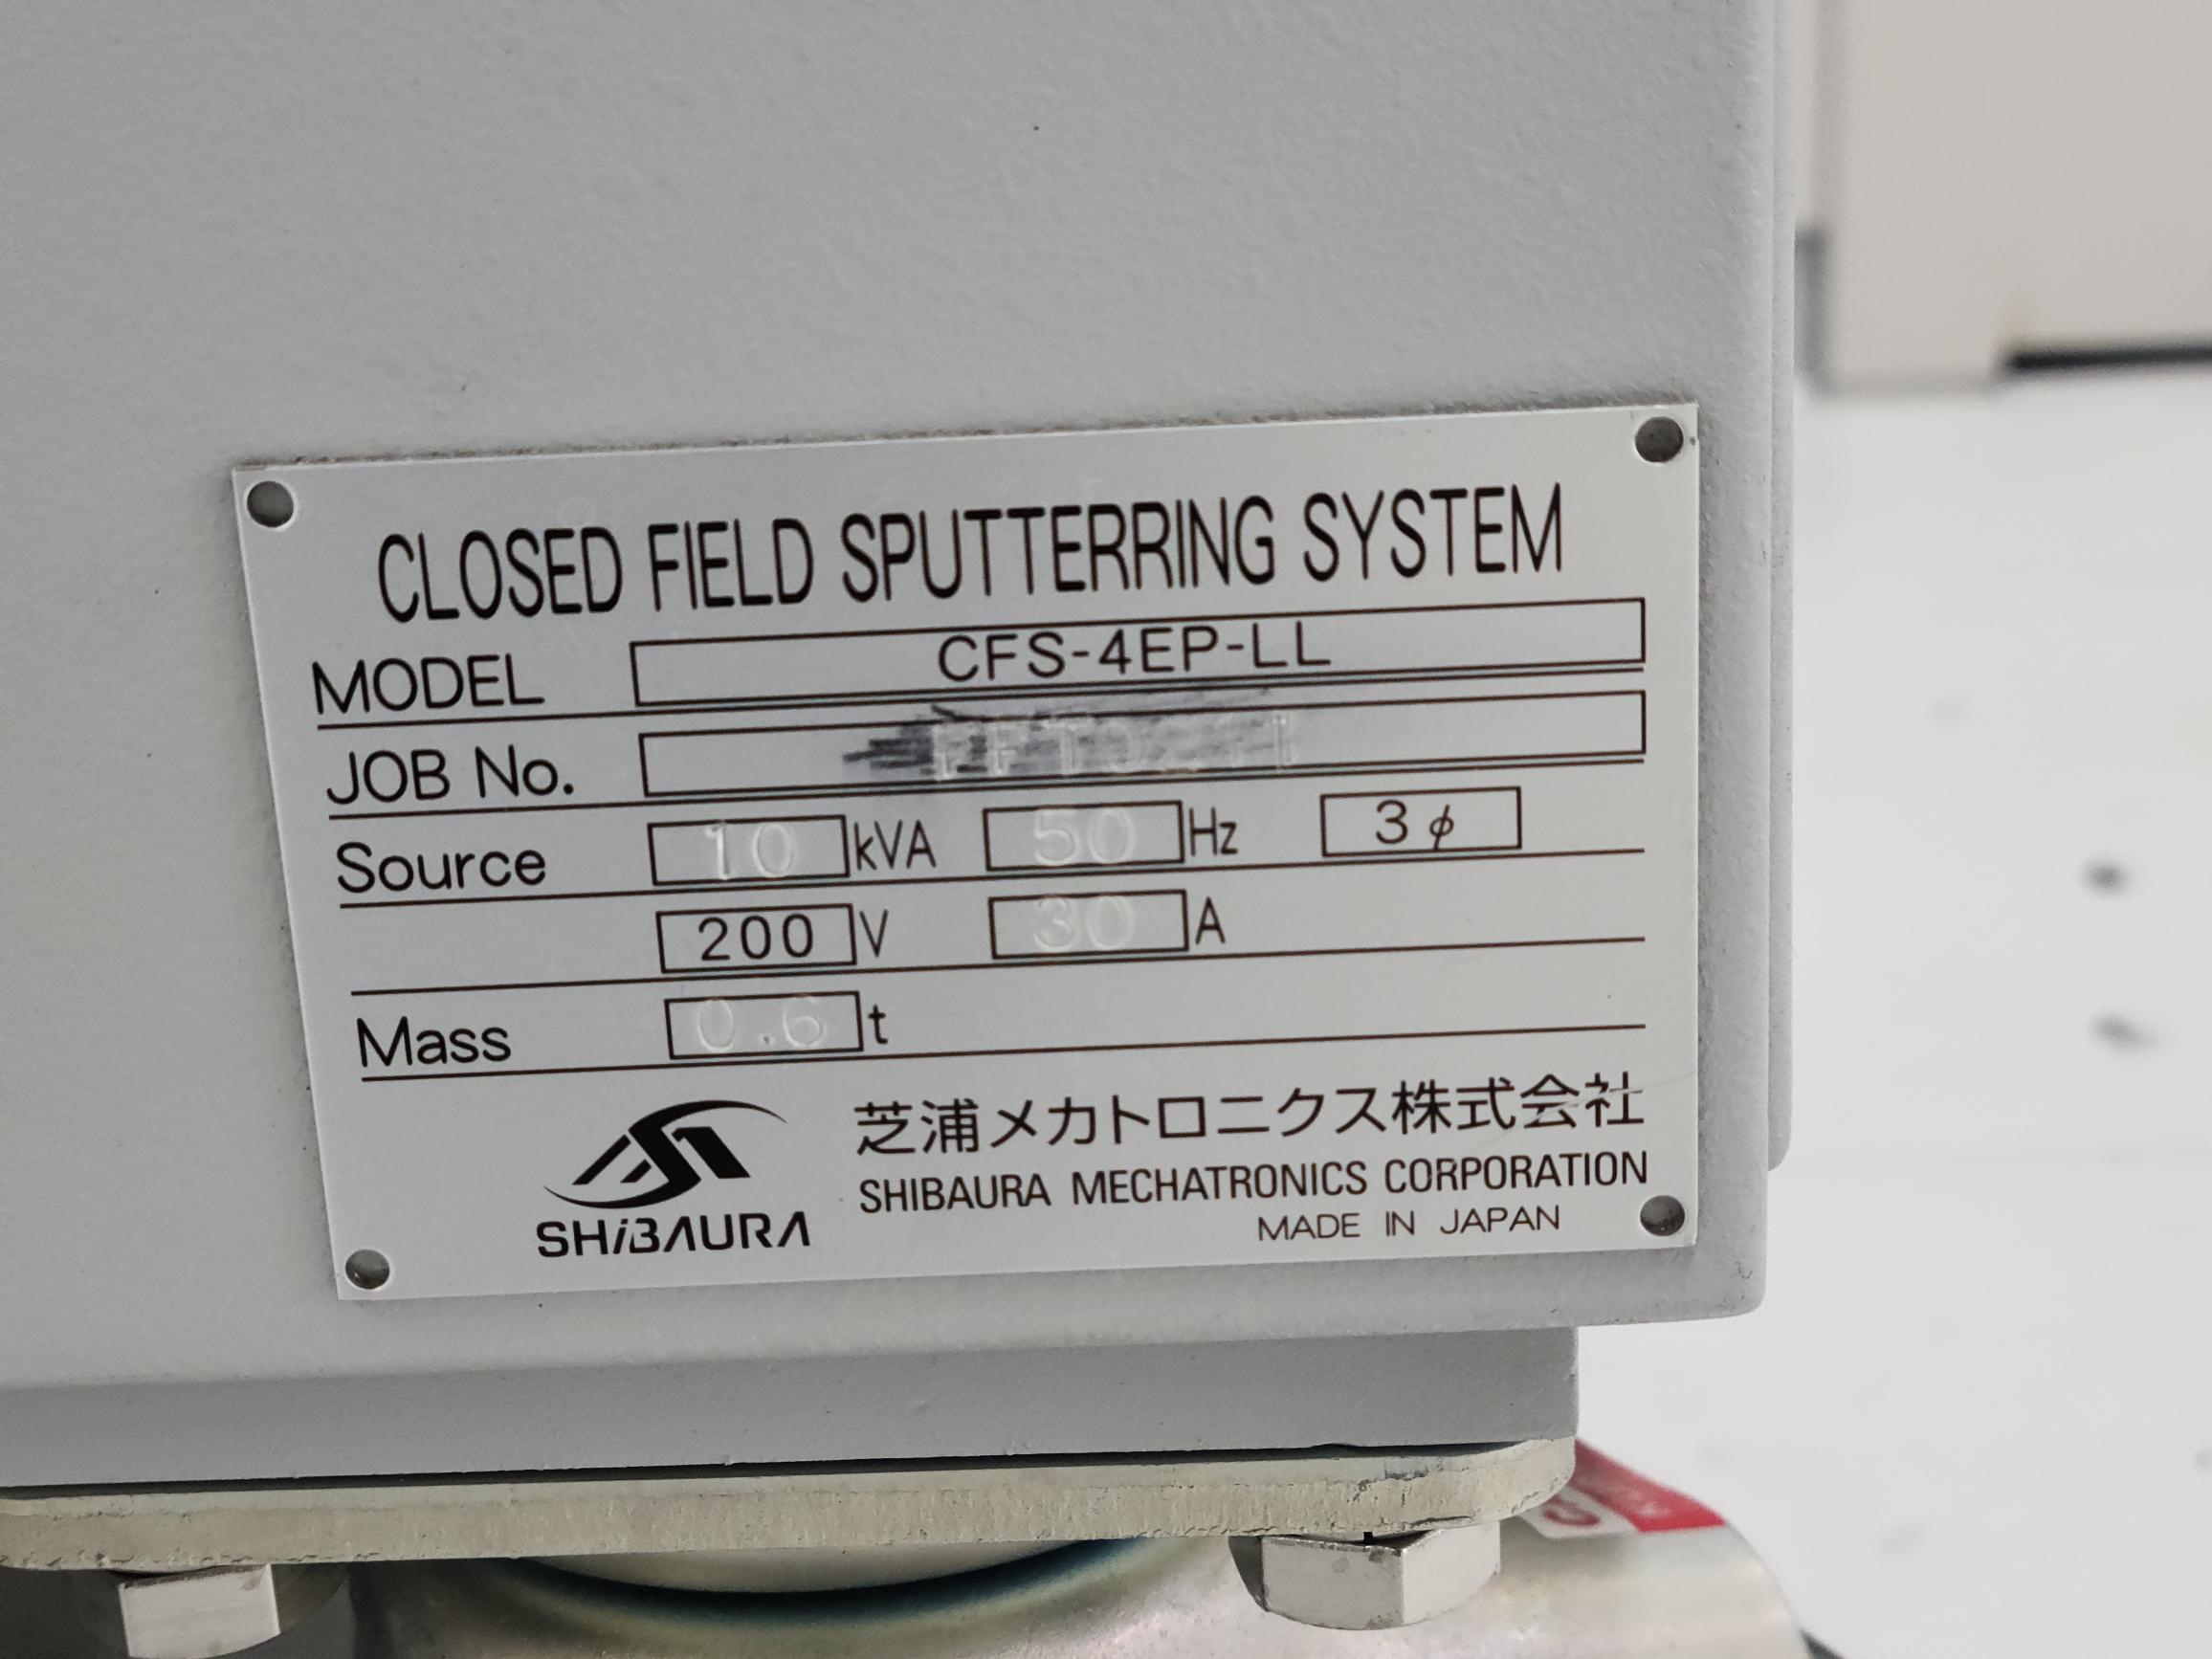 CLOSED FIELD SPUTTERRING SYSTEM
MODEL CFS-4EP-LL
JOB No.
Source 10 kVA 50 Hz 3φ
200 V 30 A
Mass 0.6 t
芝浦メカトロニクス株式会社
SHIBAURA MECHATRONICS CORPORATION
SHiBAURA
MADE IN JAPAN